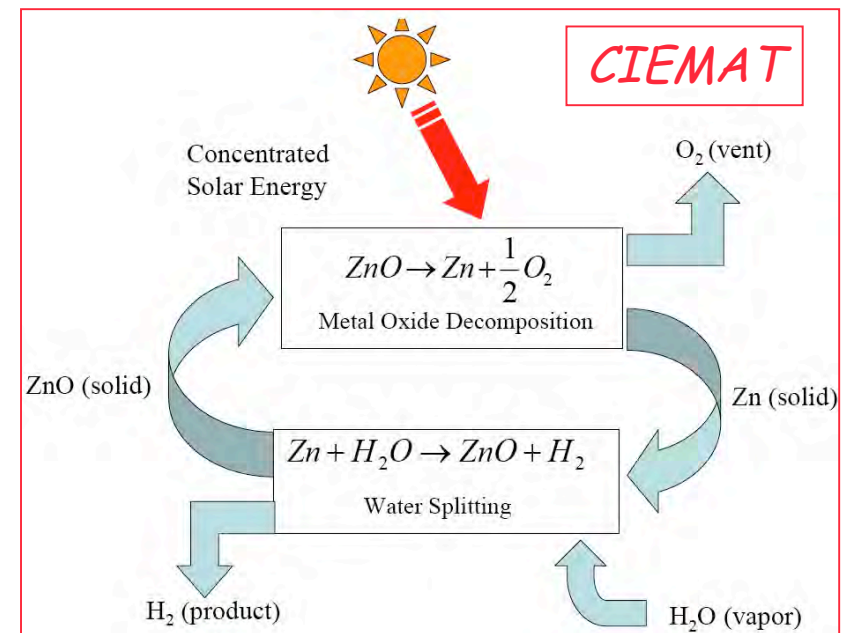 CIEMAT
Concentrated
Solar Energy
O₂ (vent)
ZnO → Zn + 1/2 O₂
Metal Oxide Decomposition
ZnO (solid)
Zn (solid)
Zn + H₂O → ZnO + H₂
Water Splitting
H₂ (product)
H₂O (vapor)